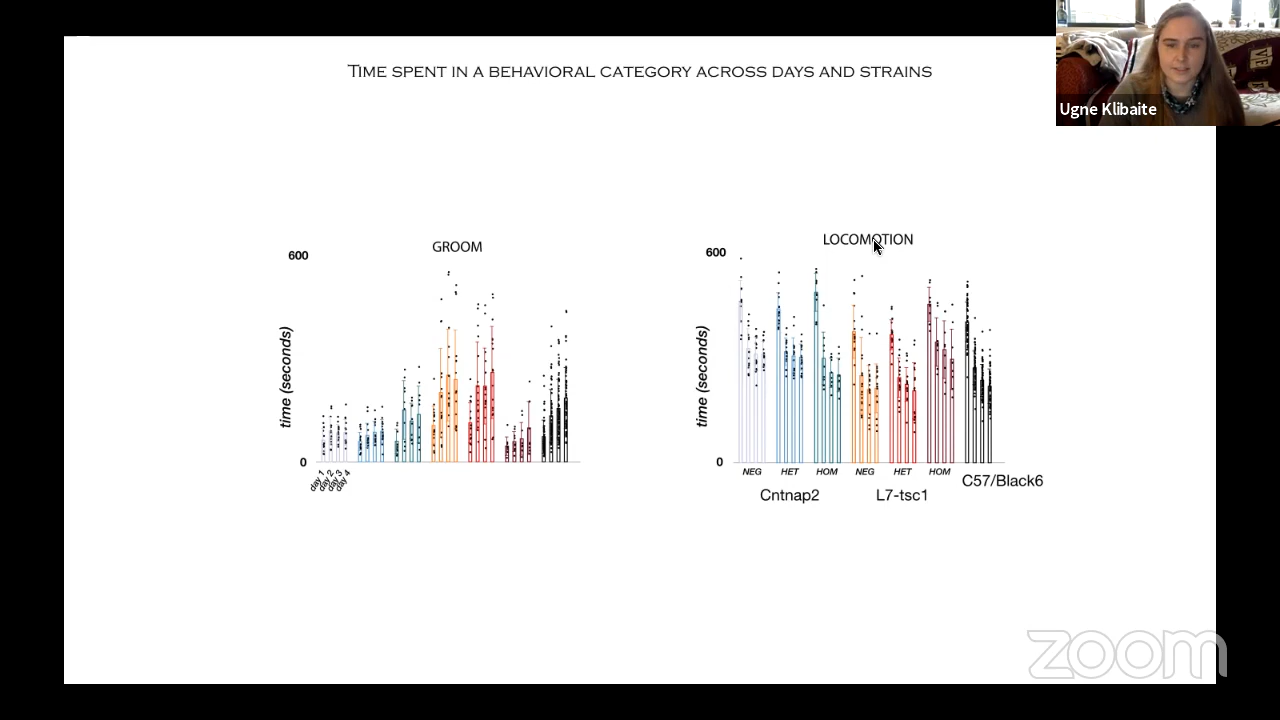 TIME SPENT IN A BEHAVIORAL CATEGORY ACROSS DAYS AND STRAINS
Ugne Klibaite
GROOM
600
time (seconds)
0
day 1
day 2
day 3
day 4
LOCOMOTION
600
time (seconds)
0
NEG HET HOM NEG HET HOM
Cntnap2 L7-tsc1 C57/Black6
zoom